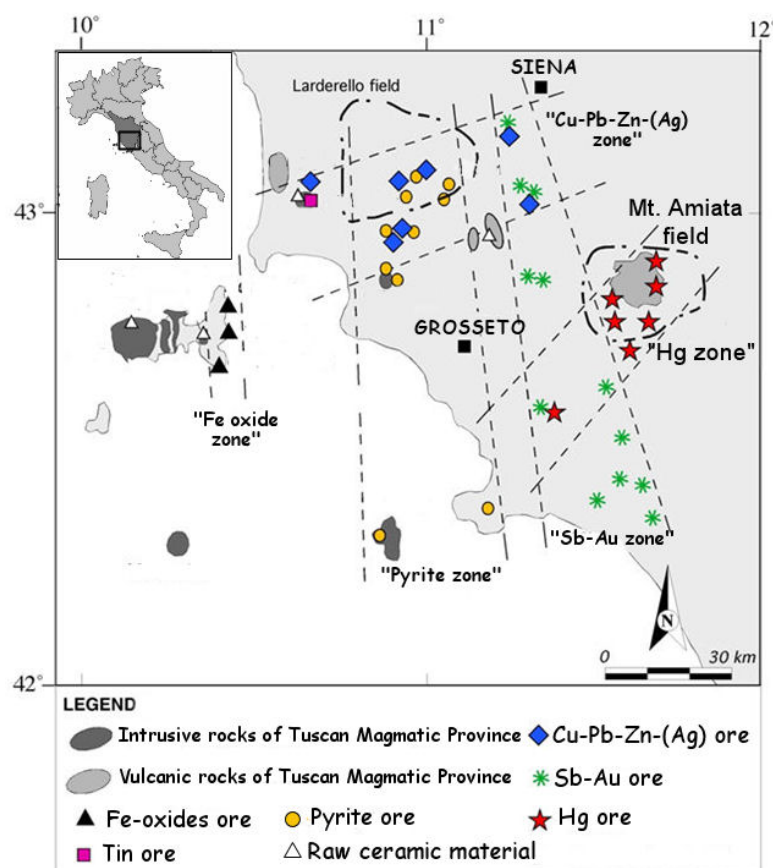 10°
11°
12°
SIENA
Larderello field
"Cu-Pb-Zn-(Ag)
zone"
43°
Mt. Amiata
field
GROSSETO
"Hg zone"
"Fe oxide
zone"
"Sb-Au zone"
"Pyrite zone"
N
0 30 km
42°
LEGEND
Intrusive rocks of Tuscan Magmatic Province
Cu-Pb-Zn-(Ag) ore
Vulcanic rocks of Tuscan Magmatic Province
Sb-Au ore
Fe-oxides ore
Pyrite ore
Hg ore
Tin ore
Raw ceramic material